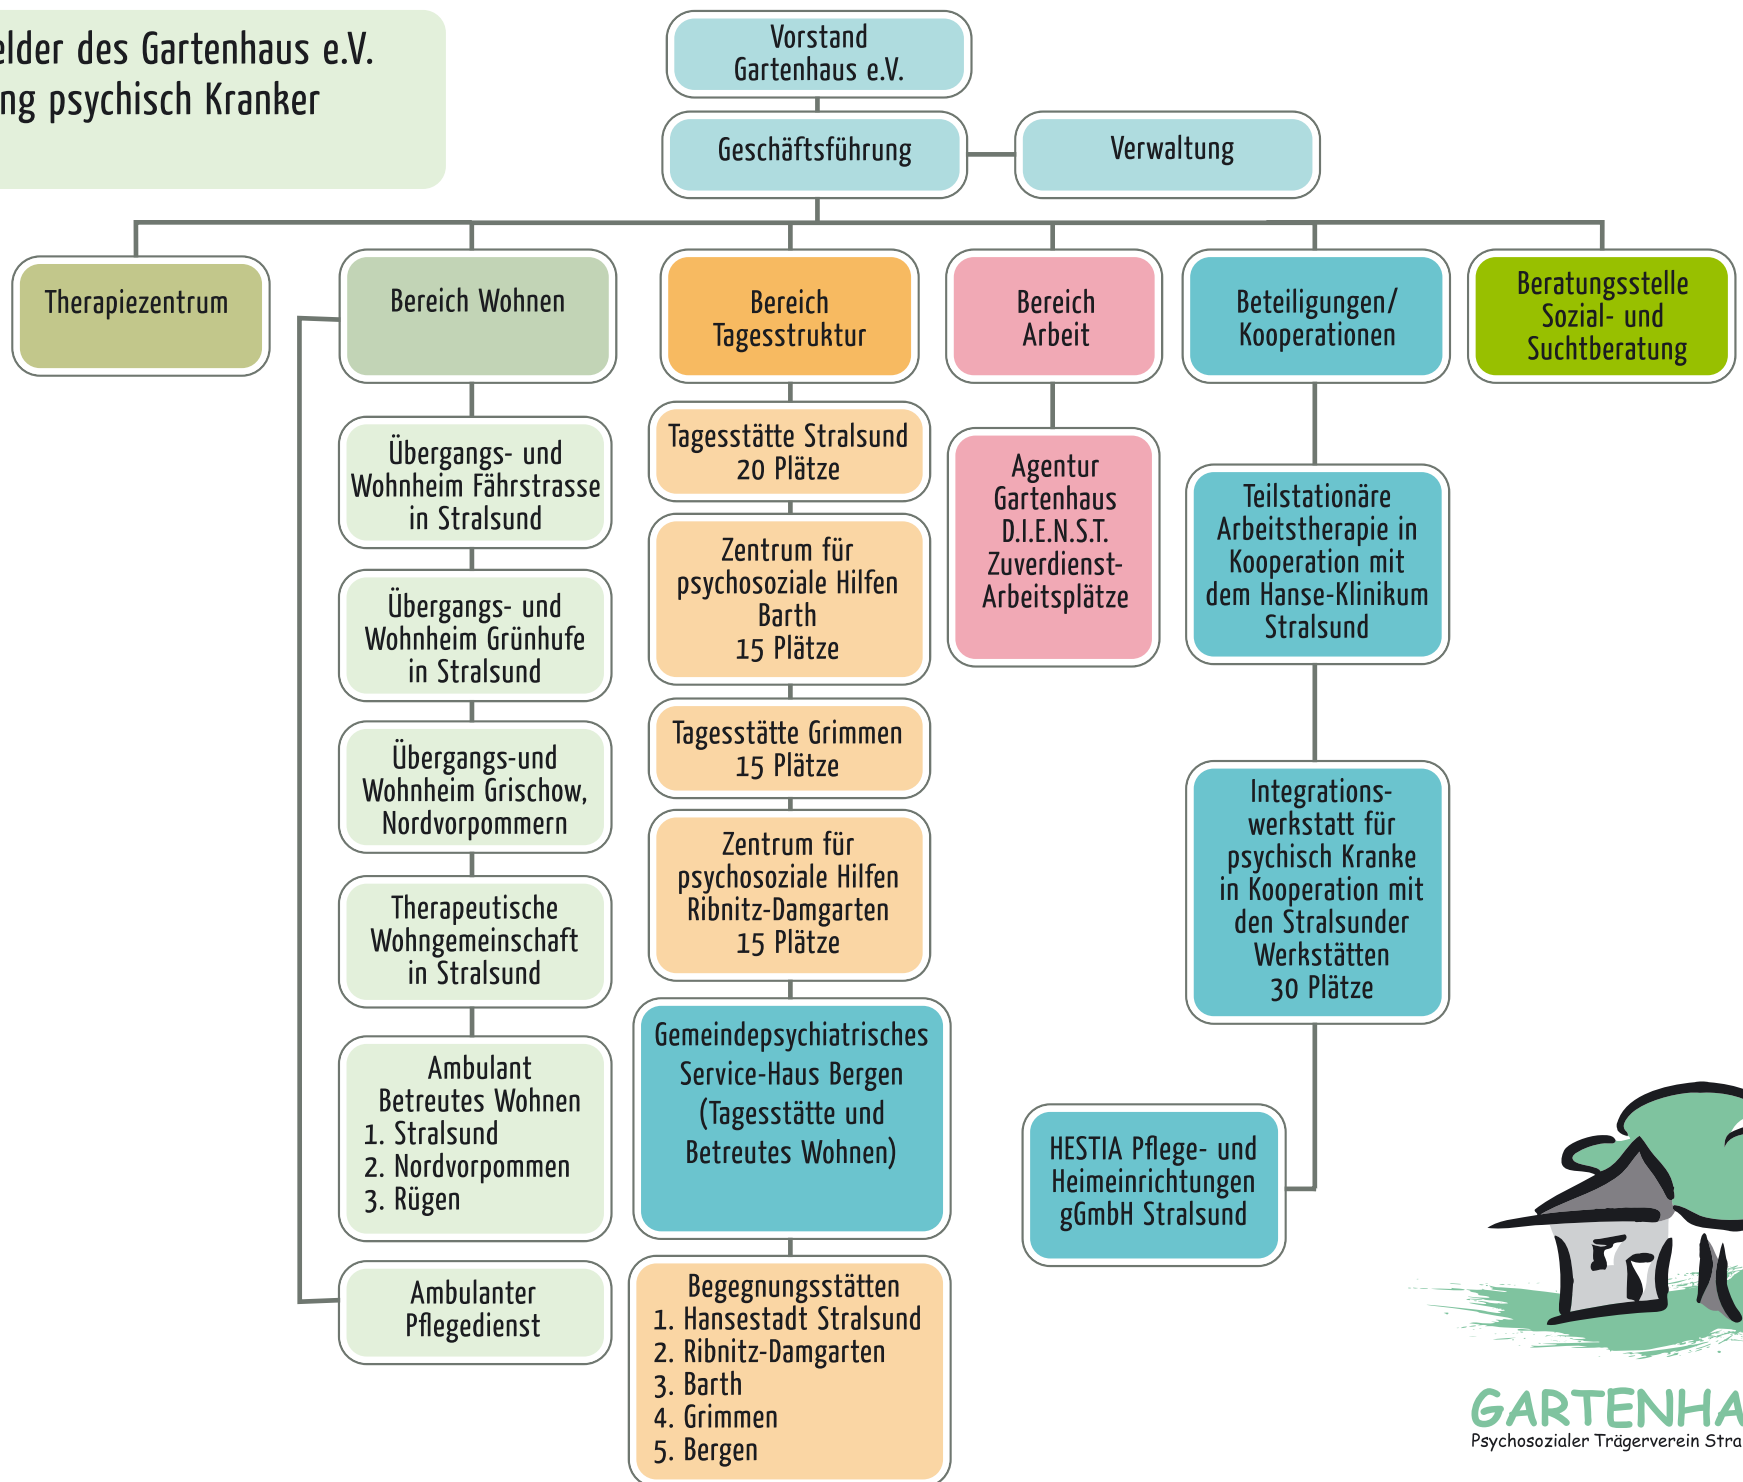 elder des Gartenhaus e.V.
ng psychisch Kranker
Vorstand
Gartenhaus e.V.
Geschäftsführung
Verwaltung
Therapiezentrum
Bereich Wohnen
Übergangs- und
Wohnheim Fährstrasse
in Stralsund
Übergangs- und
Wohnheim Grünhufe
in Stralsund
Übergangs-und
Wohnheim Grischow,
Nordvorpommern
Therapeutische
Wohngemeinschaft
in Stralsund
Ambulant
Betreutes Wohnen
1. Stralsund
2. Nordvorpommen
3. Rügen
Ambulanter
Pflegedienst
Bereich
Tagesstruktur
Tagesstätte Stralsund
20 Plätze
Zentrum für
psychosoziale Hilfen
Barth
15 Plätze
Tagesstätte Grimmen
15 Plätze
Zentrum für
psychosoziale Hilfen
Ribnitz-Damgarten
15 Plätze
Gemeindepsychiatrisches
Service-Haus Bergen
(Tagesstätte und
Betreutes Wohnen)
Begegnungsstätten
1. Hansestadt Stralsund
2. Ribnitz-Damgarten
3. Barth
4. Grimmen
5. Bergen
Bereich
Arbeit
Agentur
Gartenhaus
D.I.E.N.S.T.
Zuverdienst-
Arbeitsplätze
Beteiligungen/
Kooperationen
Teilstationäre
Arbeitstherapie in
Kooperation mit
dem Hanse-Klinikum
Stralsund
Integrations-
werkstatt für
psychisch Kranke
in Kooperation mit
den Stralsunder
Werkstätten
30 Plätze
HESTIA Pflege- und
Heimeinrichtungen
gGmbH Stralsund
Beratungsstelle
Sozial- und
Suchtberatung
GARTENHA
Psychosozialer Trägerverein Stra